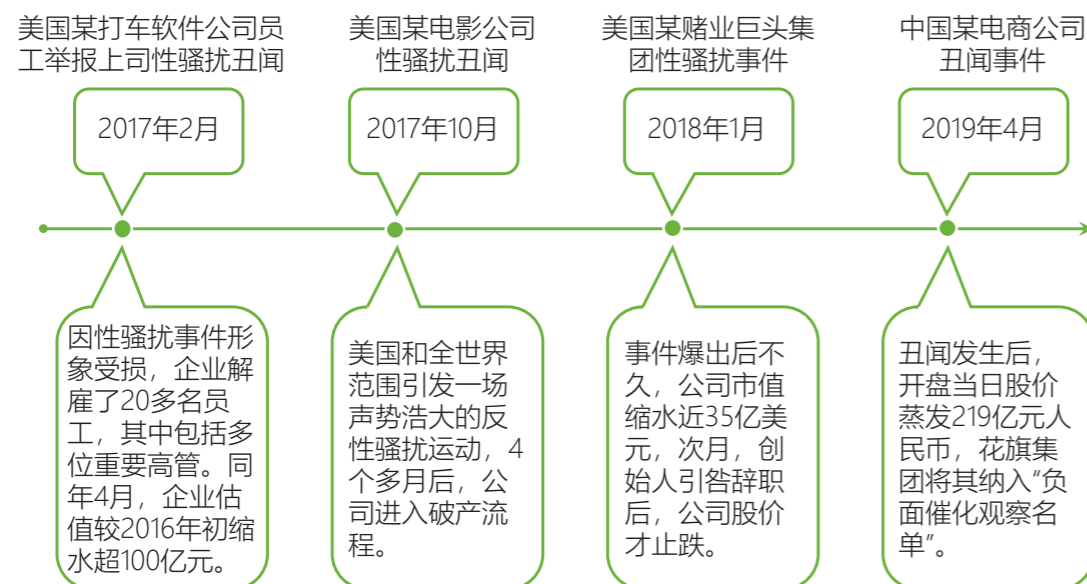 美国某打车软件公司员
工举报上司性骚扰丑闻
美国某电影公司
性骚扰丑闻
美国某赌业巨头集
团性骚扰事件
中国某电商公司
丑闻事件
2017年2月
2017年10月
2018年1月
2019年4月
因性骚扰事件形
象受损，企业解
雇了20多名员
工，其中包括多
位重要高管。同
年4月，企业估
值较2016年初缩
水超100亿元。
美国和全世界
范围引发一场
声势浩大的反
性骚扰运动，4
个多月后，公
司进入破产流
程。
事件爆出后不
久，公司市值
缩水近35亿美
元，次月，创
始人引咎辞职
后，公司股价
才止跌。
丑闻发生后，
开盘当日股价
蒸发219亿元人
民币，花旗集
团将其纳入“负
面催化观察名
单”。